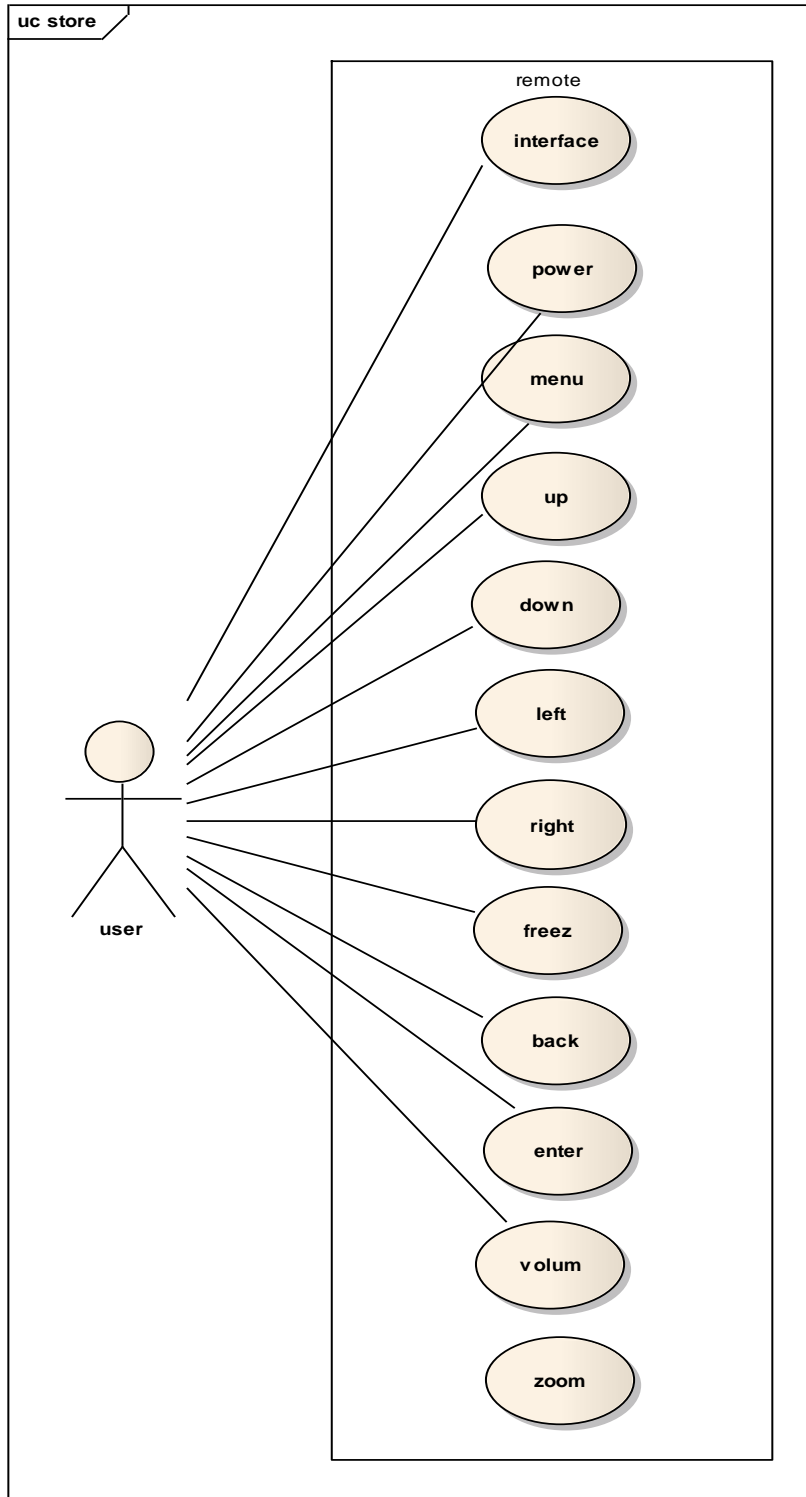 uc store
remote
interface
power
menu
up
down
left
right
freez
back
enter
volum
zoom
user